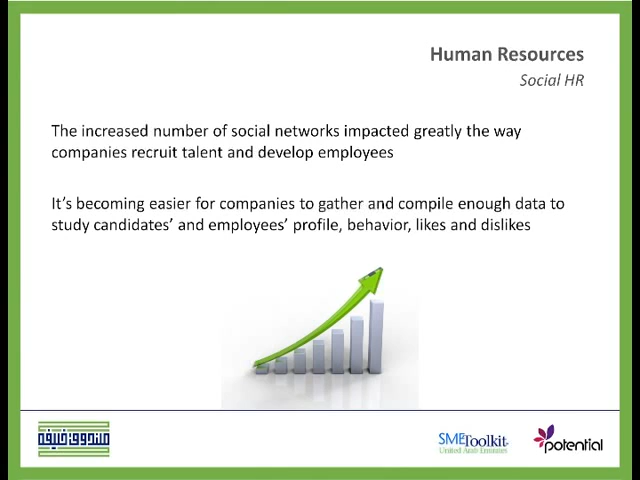 Human Resources
Social HR
The increased number of social networks impacted greatly the way
companies recruit talent and develop employees
It's becoming easier for companies to gather and compile enough data to
study candidates' and employees' profile, behavior, likes and dislikes
صندوق خليفة
SMEToolkit
United Arab Emirates
potential